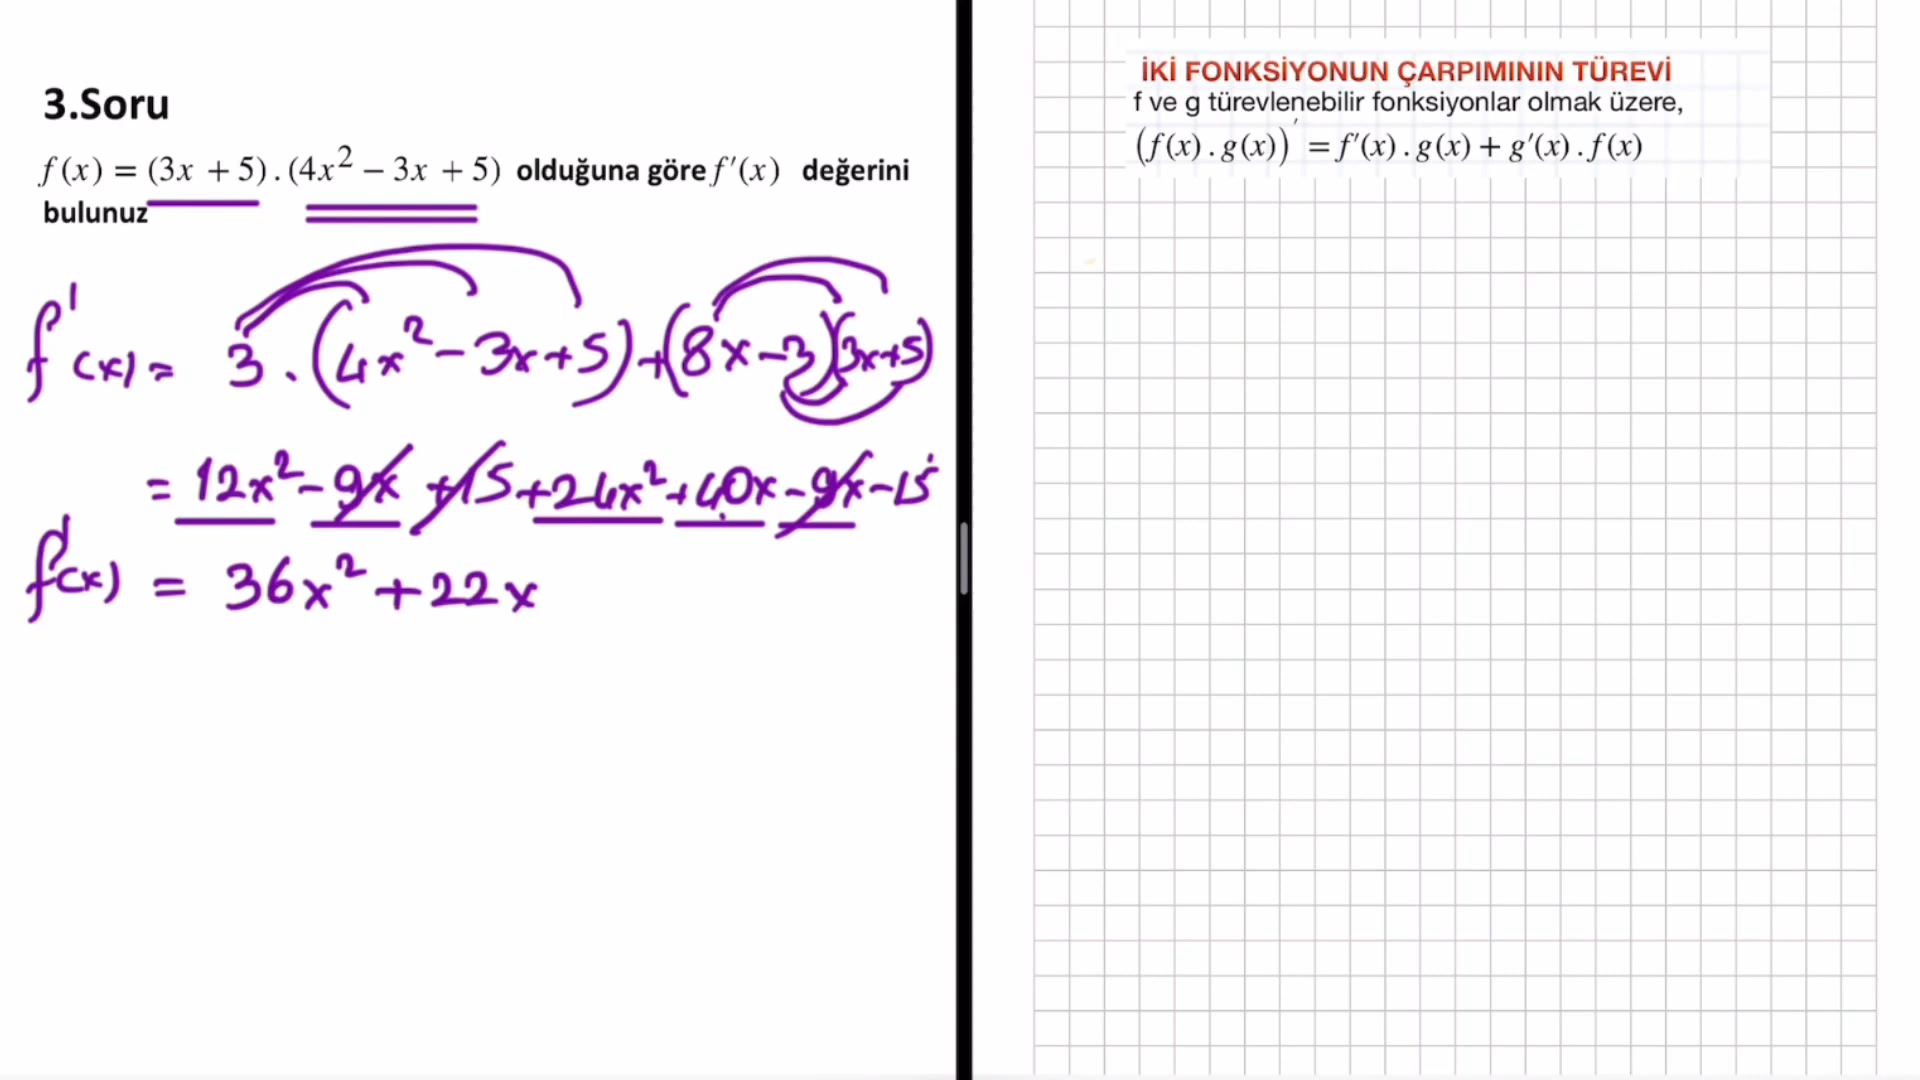 3.Soru
f(x) = (3x + 5) . (4x² − 3x + 5) olduğuna göre f′(x) değerini
bulunuz
f'(x) = 3 . (4x² − 3x + 5) + (8x − 3)(3x + 5)
= 12x² − 9x + 15 + 24x² + 40x − 9x − 15
f'(x) = 36x² + 22x
İKİ FONKSİYONUN ÇARPIMININ TÜREVİ
f ve g türevlenebilir fonksiyonlar olmak üzere,
(f(x) . g(x))′ = f′(x) . g(x) + g′(x) . f(x)